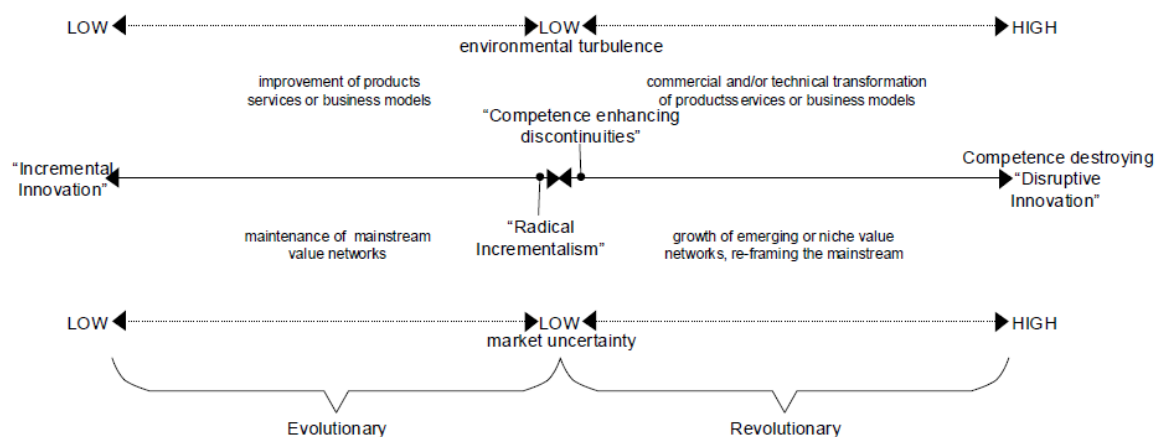 LOW LOW HIGH
environmental turbulence
improvement of products
services or business models
commercial and/or technical transformation
of productsservices or business models
“Competence enhancing
discontinuities”
“Incremental
Innovation”
Competence destroying
“Disruptive
Innovation”
“Radical
Incrementalism”
maintenance of mainstream
value networks
growth of emerging or niche value
networks, re-framing the mainstream
LOW LOW HIGH
market uncertainty
Evolutionary Revolutionary